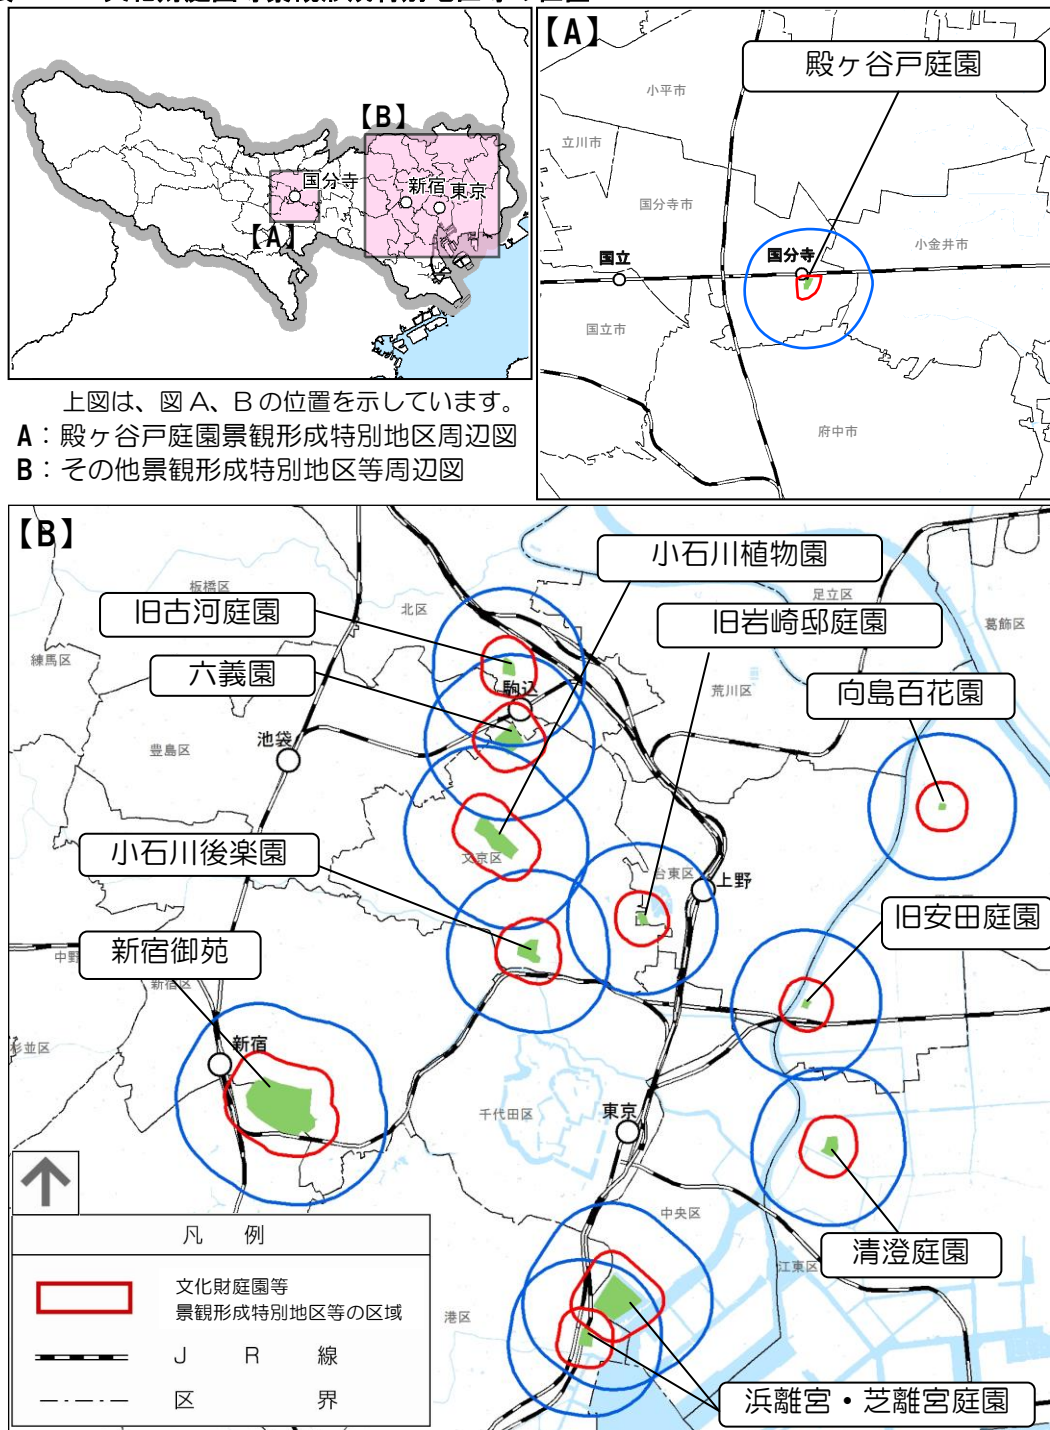 【B】
国分寺
新宿
東京
【A】
上図は、図 A、B の位置を示しています。
A：殿ヶ谷戸庭園景観形成特別地区周辺図
B：その他景観形成特別地区等周辺図
【A】
殿ヶ谷戸庭園
小平市
立川市
国分寺市
小金井市
国立
国分寺
国立市
府中市
【B】
小石川植物園
板橋区
足立区
旧古河庭園
北区
旧岩崎邸庭園
葛飾区
練馬区
六義園
荒川区
向島百花園
駒込
池袋
豊島区
小石川後楽園
文京区
台東区
上野
旧安田庭園
新宿御苑
中野
新宿区
杉並区
新宿
千代田区
東京
中央区
清澄庭園
江東区
港区
浜離宮・芝離宮庭園
凡　例
文化財庭園等
景観形成特別地区等の区域
Ｊ　Ｒ　線
区　界